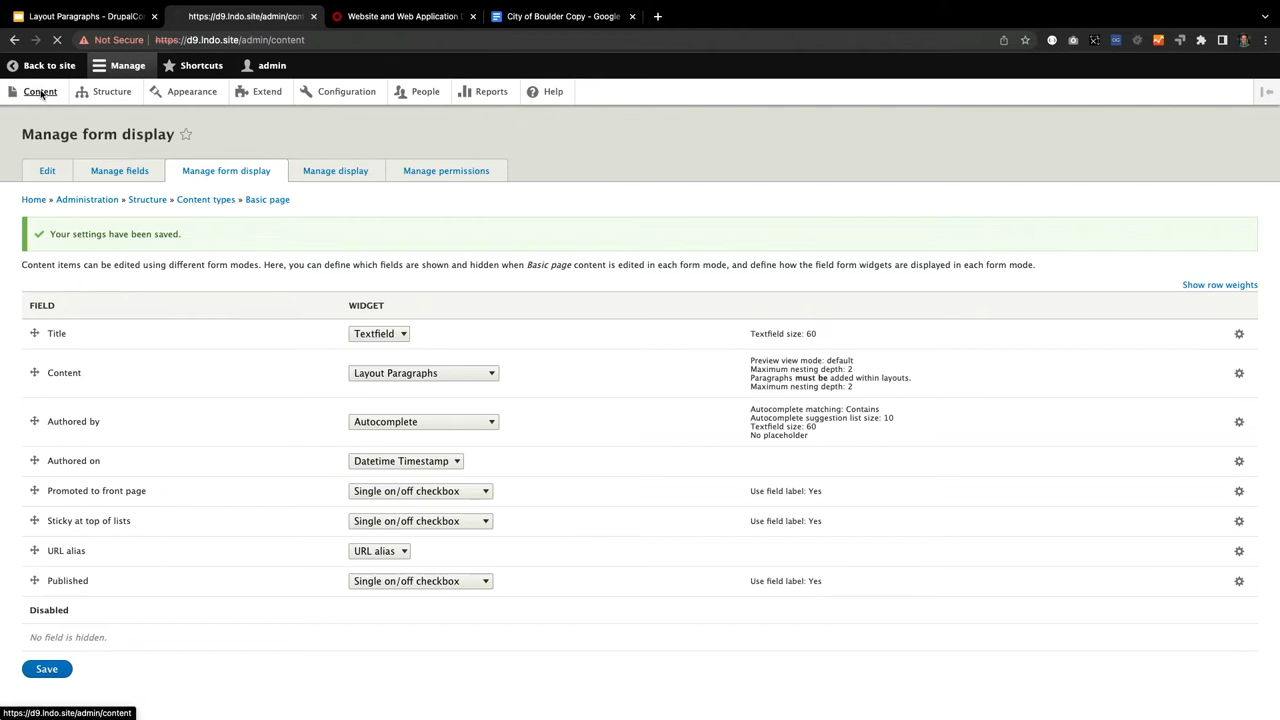 Layout Paragraphs - DrupalCo
https://d9.lndo.site/admin/con
Website and Web Application D
City of Boulder Copy - Google
Not Secure
https://d9.lndo.site/admin/content
Back to site
Manage
Shortcuts
admin
Content
Structure
Appearance
Extend
Configuration
People
Reports
Help
Manage form display
Edit
Manage fields
Manage form display
Manage display
Manage permissions
Home » Administration » Structure » Content types » Basic page
Your settings have been saved.
Content items can be edited using different form modes. Here, you can define which fields are shown and hidden when Basic page content is edited in each form mode, and define how the field form widgets are displayed in each form mode.
Show row weights
FIELD
WIDGET
Title
Textfield
Textfield size: 60
Content
Layout Paragraphs
Preview view mode: default
Maximum nesting depth: 2
Paragraphs must be added within layouts.
Maximum nesting depth: 2
Authored by
Autocomplete
Autocomplete matching: Contains
Autocomplete suggestion list size: 10
Textfield size: 60
No placeholder
Authored on
Datetime Timestamp
Promoted to front page
Single on/off checkbox
Use field label: Yes
Sticky at top of lists
Single on/off checkbox
Use field label: Yes
URL alias
URL alias
Published
Single on/off checkbox
Use field label: Yes
Disabled
No field is hidden.
Save
https://d9.lndo.site/admin/content